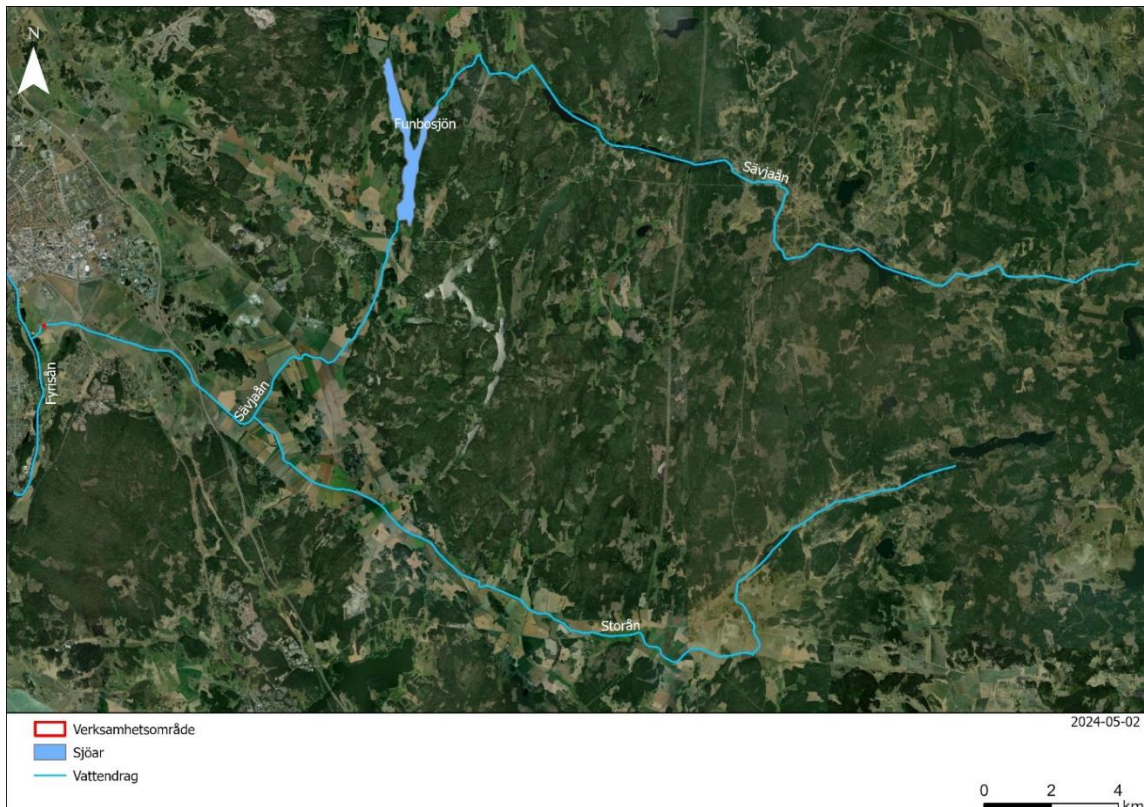 N
Funbosjön
Sävjaån
Fyrisån
Sävjaån
Storån
2024-05-02
Verksamhetsområde
Sjöar
Vattendrag
0 2 4
km